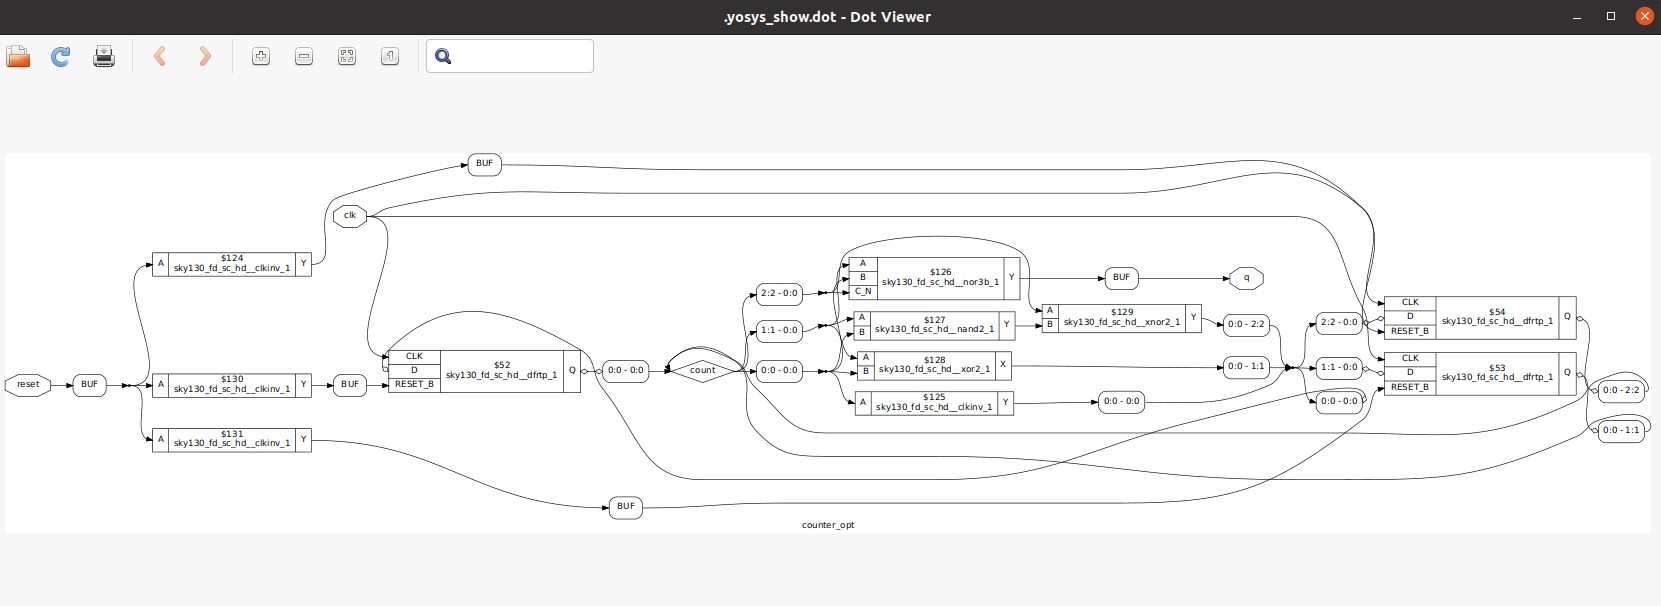 .yosys_show.dot - Dot Viewer
BUF
clk
A $124 sky130_fd_sc_hd__clkinv_1 Y
reset
BUF
A $130 sky130_fd_sc_hd__clkinv_1 Y
BUF
A $131 sky130_fd_sc_hd__clkinv_1 Y
BUF
CLK
D
RESET_B
$52
sky130_fd_sc_hd__dfrtp_1
Q
0:0 - 0:0
count
2:2 - 0:0
1:1 - 0:0
0:0 - 0:0
A
B
C_N
$126
sky130_fd_sc_hd__nor3b_1
Y
A
B
$127
sky130_fd_sc_hd__nand2_1
Y
A
B
$128
sky130_fd_sc_hd__xor2_1
X
A
$125
sky130_fd_sc_hd__clkinv_1
Y
BUF
q
A
B
$129
sky130_fd_sc_hd__xnor2_1
Y
0:0 - 2:2
0:0 - 1:1
0:0 - 0:0
2:2 - 0:0
1:1 - 0:0
0:0 - 0:0
CLK
D
RESET_B
$54
sky130_fd_sc_hd__dfrtp_1
Q
CLK
D
RESET_B
$53
sky130_fd_sc_hd__dfrtp_1
Q
0:0 - 2:2
0:0 - 1:1
counter_opt